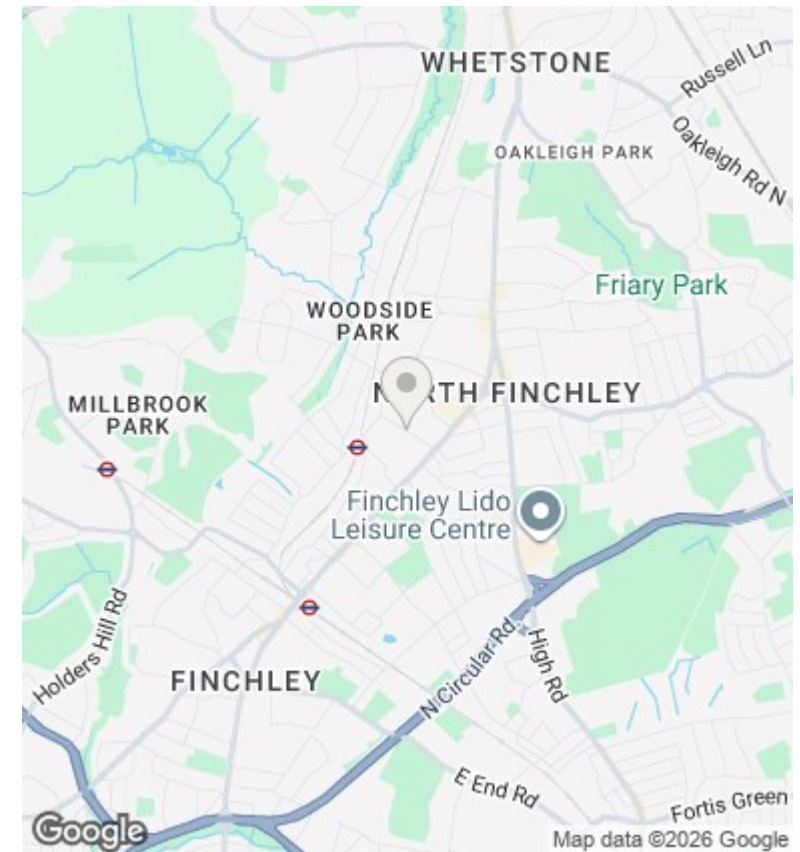 WHETSTONE
Russell Ln
OAKLEIGH PARK
Oakleigh Rd N
Friary Park
WOODSIDE
PARK
NORTH FINCHLEY
MILLBROOK
PARK
Finchley Lido
Leisure Centre
Holders Hill Rd
N Circular Rd
High Rd
FINCHLEY
E End Rd
Fortis Green
Google
Map data ©2026 Google